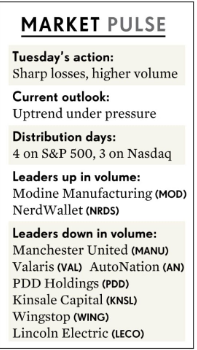 MARKET PULSE
Tuesday's action:
Sharp losses, higher volume
Current outlook:
Uptrend under pressure
Distribution days:
4 on S&P 500, 3 on Nasdaq
Leaders up in volume:
Modine Manufacturing (MOD)
NerdWallet (NRDS)
Leaders down in volume:
Manchester United (MANU)
Valaris (VAL) AutoNation (AN)
PDD Holdings (PDD)
Kinsale Capital (KNSL)
Wingstop (WING)
Lincoln Electric (LECO)